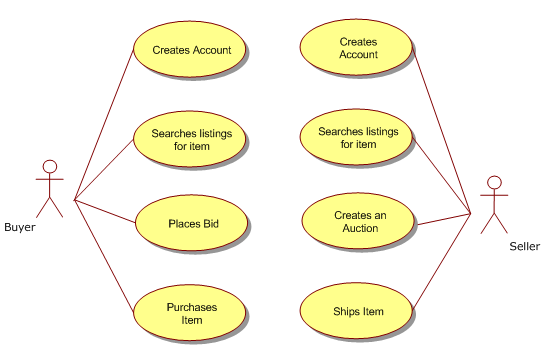 Creates Account
Creates
Account
Searches listings
for item
Searches listings
for item
Buyer
Places Bid
Creates an
Auction
Seller
Purchases
Item
Ships Item